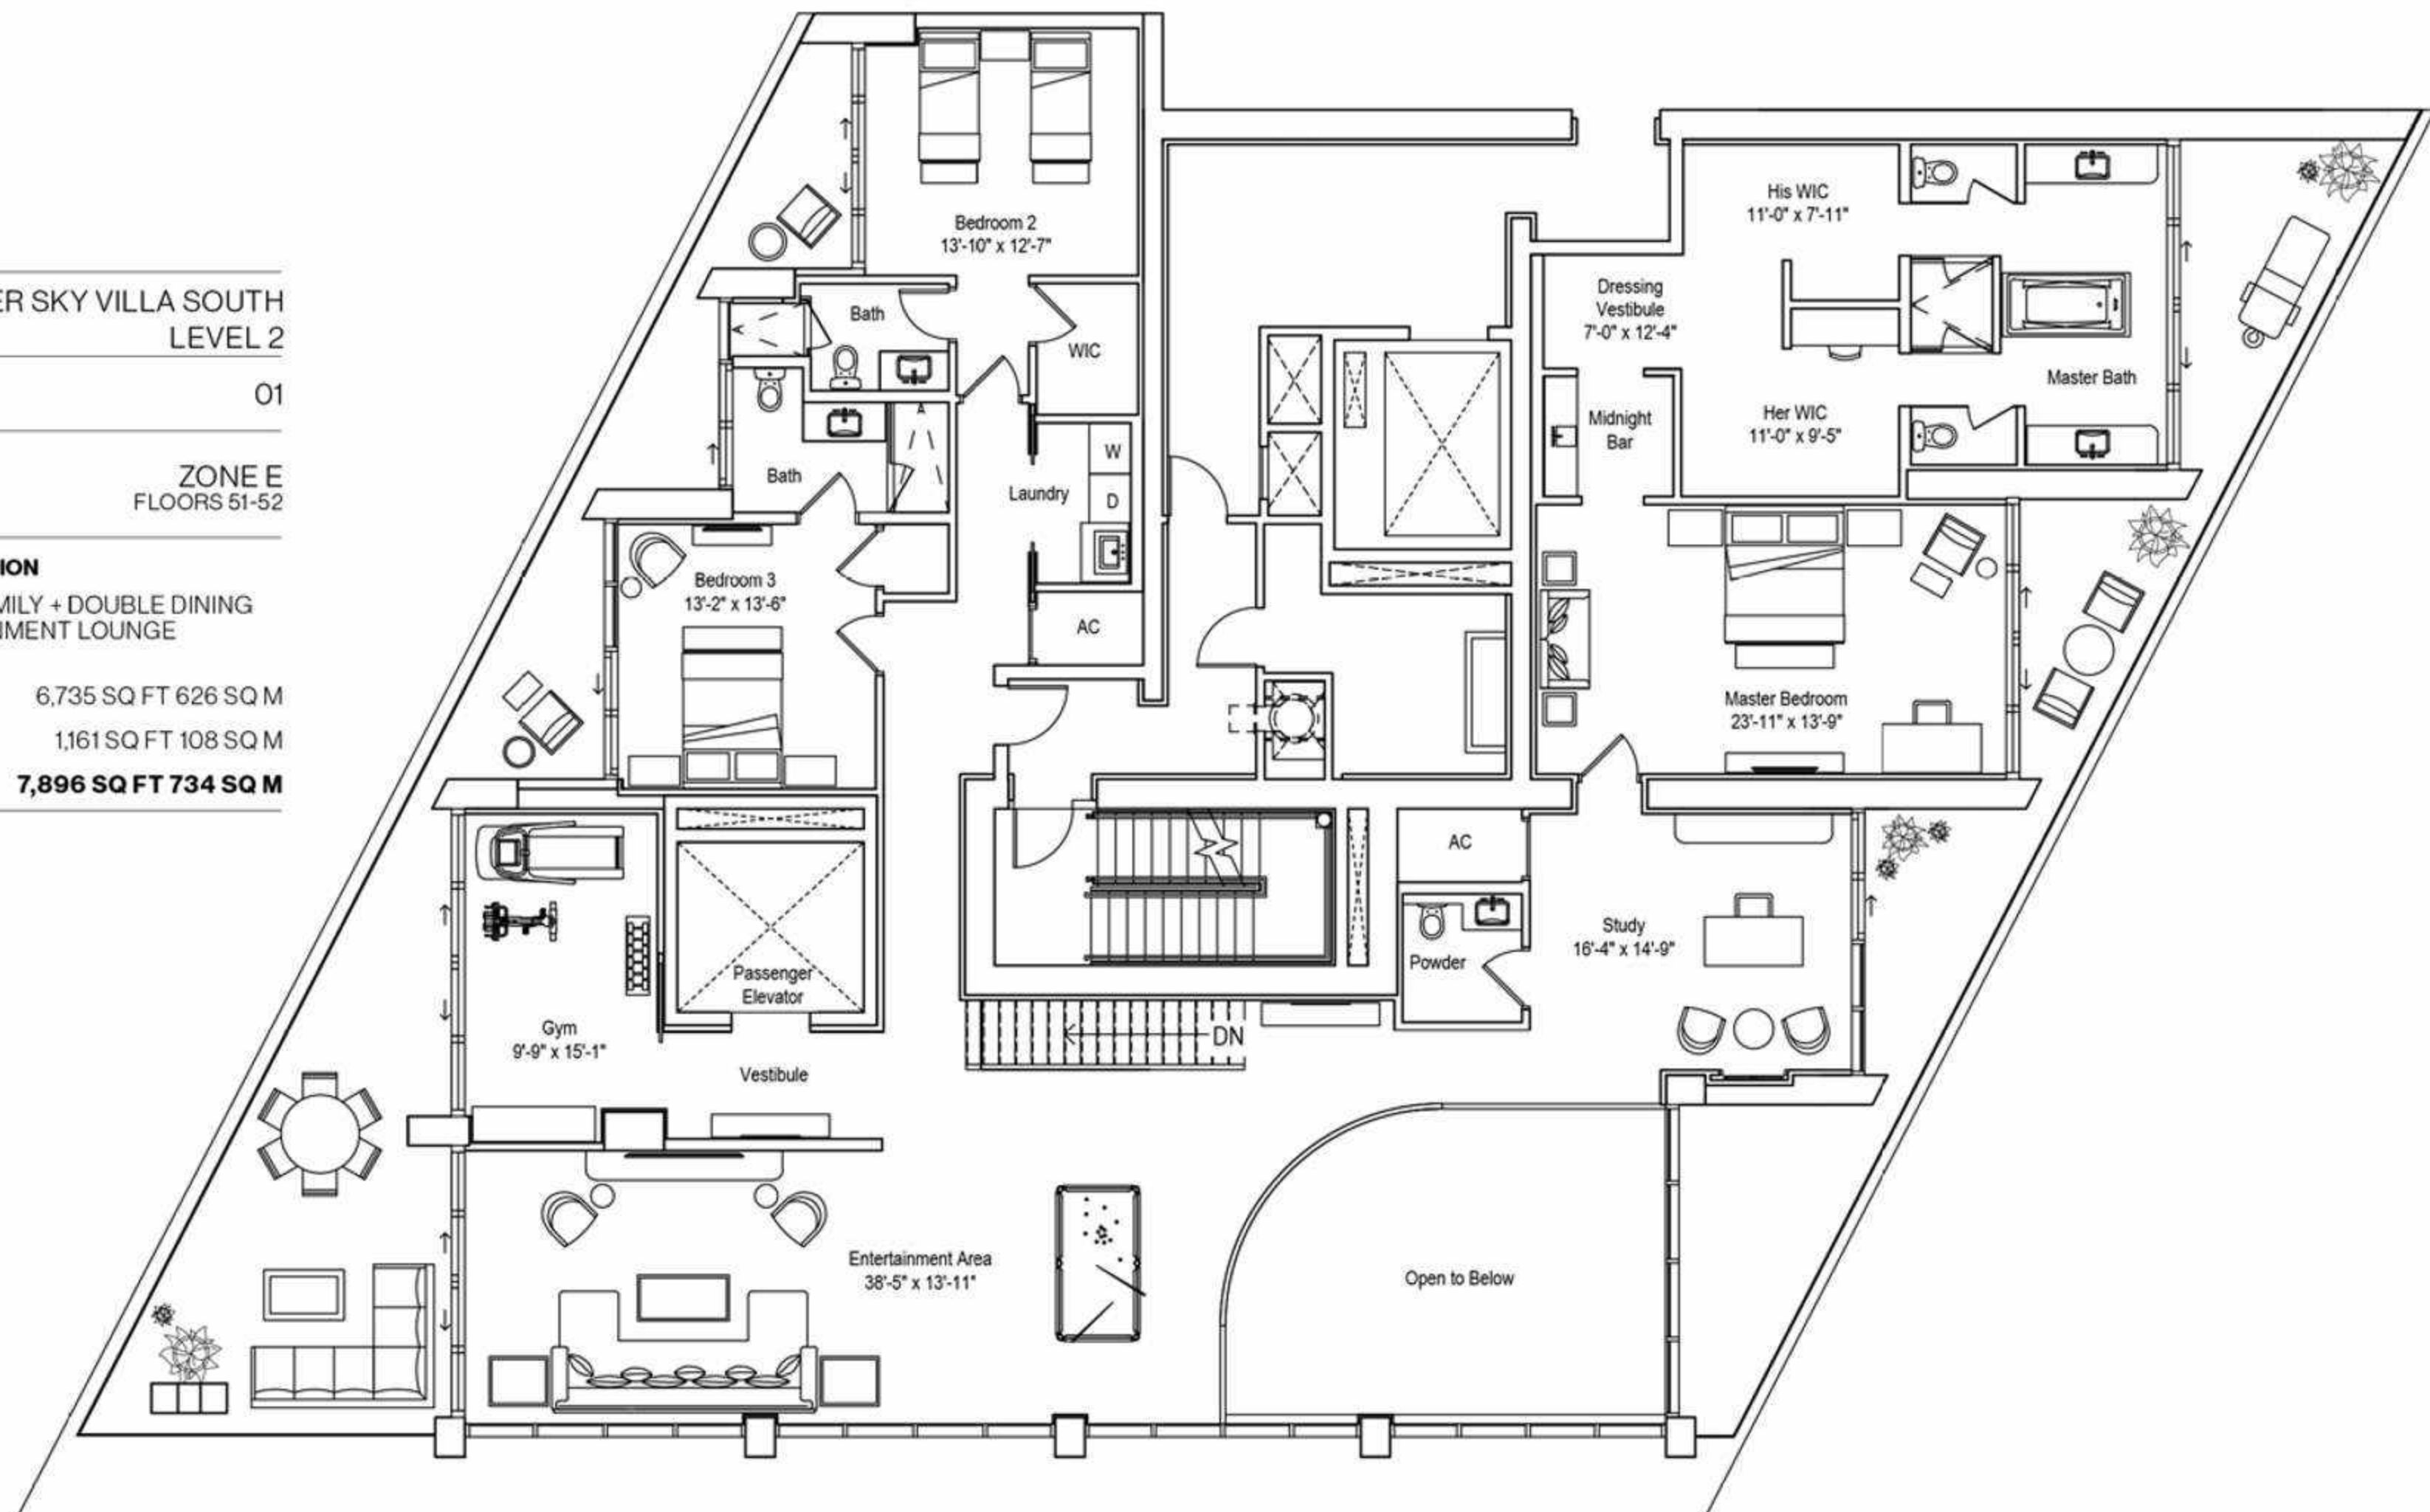 ER SKY VILLA SOUTH
LEVEL 2
01
ZONE E
FLOORS 51-52
ION
MILY + DOUBLE DINING
NMENT LOUNGE
6,735 SQ FT 626 SQ M
1,161 SQ FT 108 SQ M
7,896 SQ FT 734 SQ M
Bedroom 2
13'-10" x 12'-7"
Bath
WIC
Bath
Laundry
W
D
Bedroom 3
13'-2" x 13'-6"
AC
His WIC
11'-0" x 7'-11"
Dressing
Vestibule
7'-0" x 12'-4"
Master Bath
Midnight
Bar
Her WIC
11'-0" x 9'-5"
Master Bedroom
23'-11" x 13'-9"
AC
Powder
Study
16'-4" x 14'-9"
Passenger
Elevator
Gym
9'-9" x 15'-1"
Vestibule
DN
Entertainment Area
38'-5" x 13'-11"
Open to Below